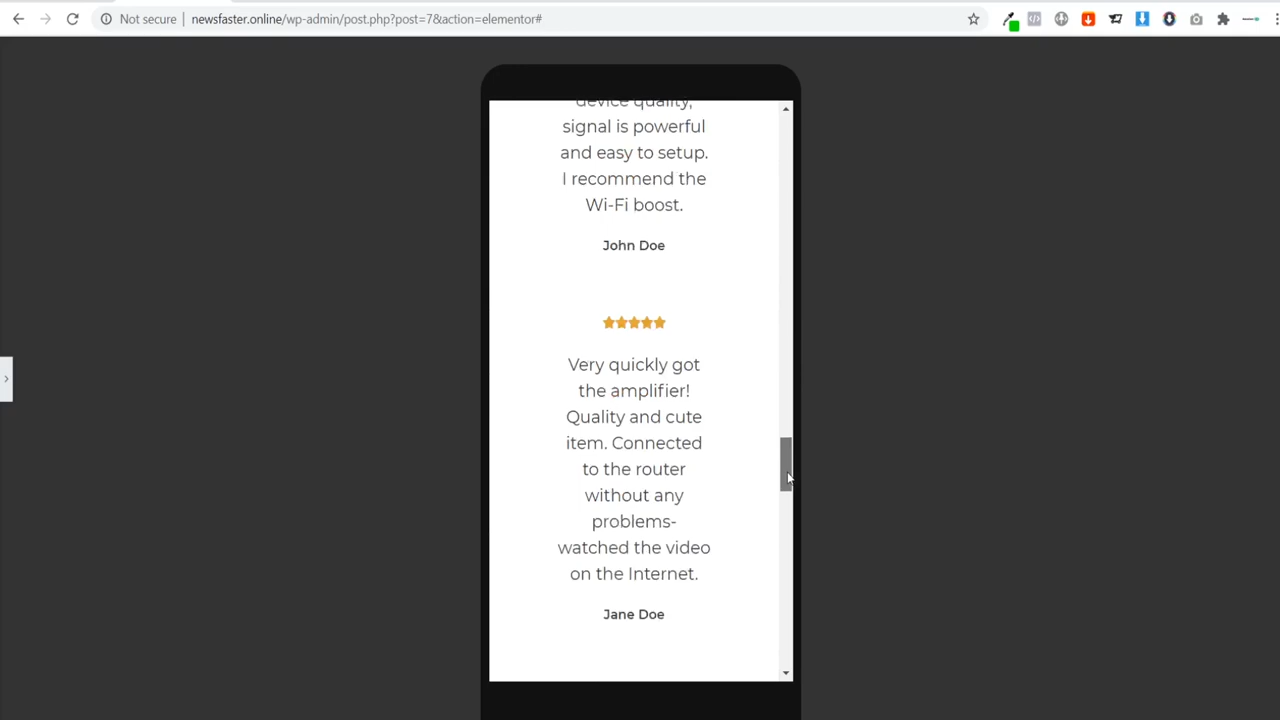 Not secure
newsfaster.online/wp-admin/post.php?post=7&action=elementor#
device quality,
signal is powerful
and easy to setup.
I recommend the
Wi-Fi boost.
John Doe
Very quickly got
the amplifier!
Quality and cute
item. Connected
to the router
without any
problems-
watched the video
on the Internet.
Jane Doe